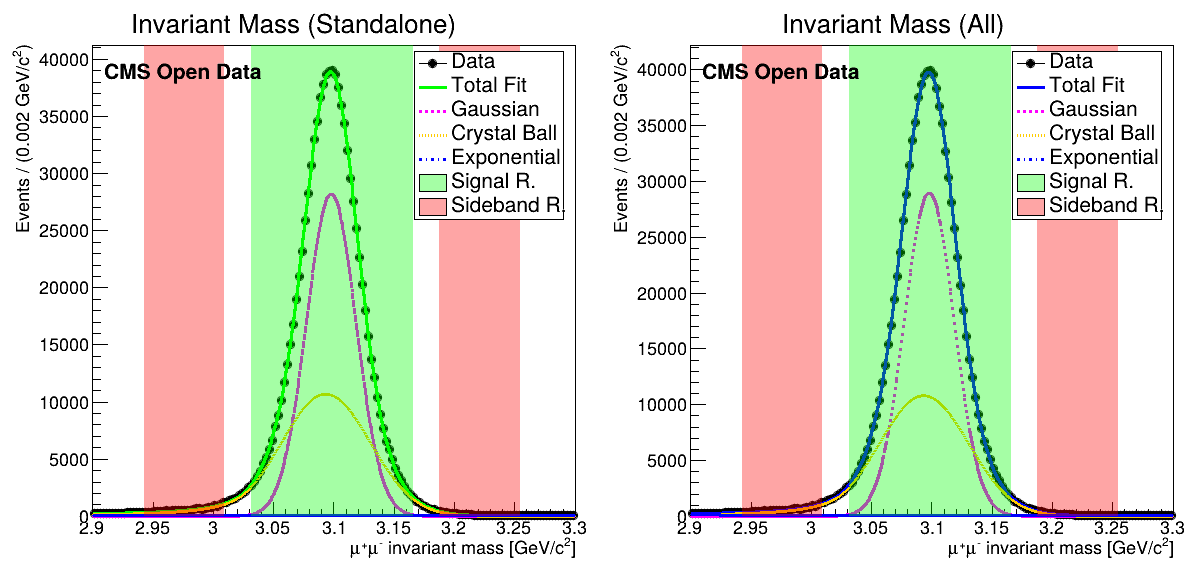 Invariant Mass (Standalone)
Events / (0.002 GeV/c²)
40000
35000
30000
25000
20000
15000
10000
5000
0
CMS Open Data
Data
Total Fit
Gaussian
Crystal Ball
Exponential
Signal R.
Sideband R.
2.9 2.95 3 3.05 3.1 3.15 3.2 3.25 3.3
μ⁺μ⁻ invariant mass [GeV/c²]
Invariant Mass (All)
Events / (0.002 GeV/c²)
40000
35000
30000
25000
20000
15000
10000
5000
0
CMS Open Data
Data
Total Fit
Gaussian
Crystal Ball
Exponential
Signal R.
Sideband R.
2.9 2.95 3 3.05 3.1 3.15 3.2 3.25 3.3
μ⁺μ⁻ invariant mass [GeV/c²]